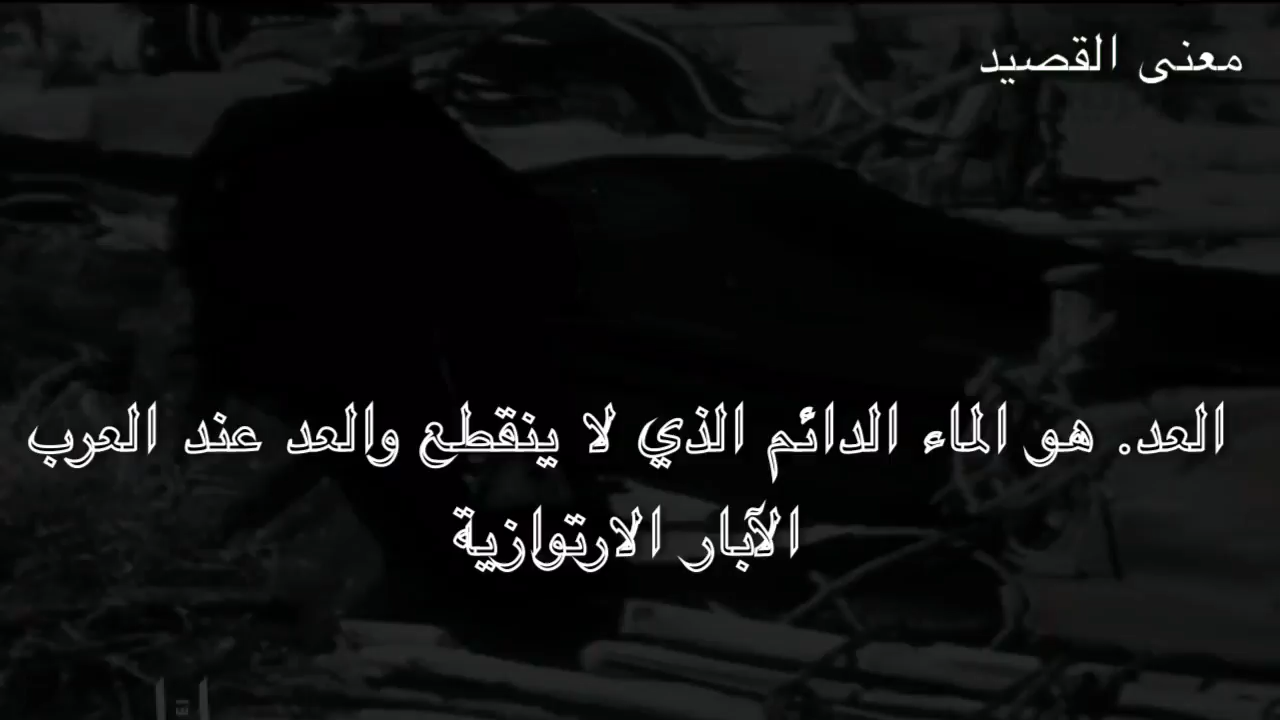 معنى القصيد
العد. هو الماء الدائم الذي لا ينقطع والعد عند العرب
الآبار الارتوازية